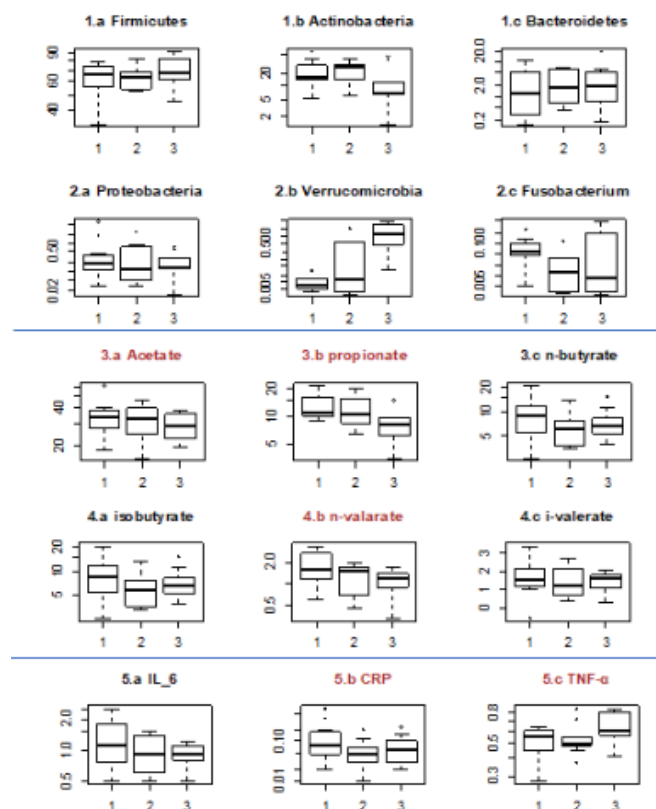 1.a Firmicutes 1.b Actinobacteria 1.c Bacteroidetes
90
60
40
1 2 3
20
5
2
1 2 3
20.0
2.0
0.2
1 2 3
2.a Proteobacteria 2.b Verrucomicrobia 2.c Fusobacterium
0.50
0.02
1 2 3
0.500
0.005
1 2 3
0.100
0.005
1 2 3
3.a Acetate 3.b propionate 3.c n-butyrate
40
20
1 2 3
20
10
5
1 2 3
20
10
5
1 2 3
4.a isobutyrate 4.b n-valarate 4.c i-valerate
20
10
5
1 2 3
2.0
0.5
1 2 3
3
2
1
0
1 2 3
5.a IL_6 5.b CRP 5.c TNF-α
2.0
1.0
0.5
1 2 3
0.10
0.01
1 2 3
0.8
0.5
0.3
1 2 3